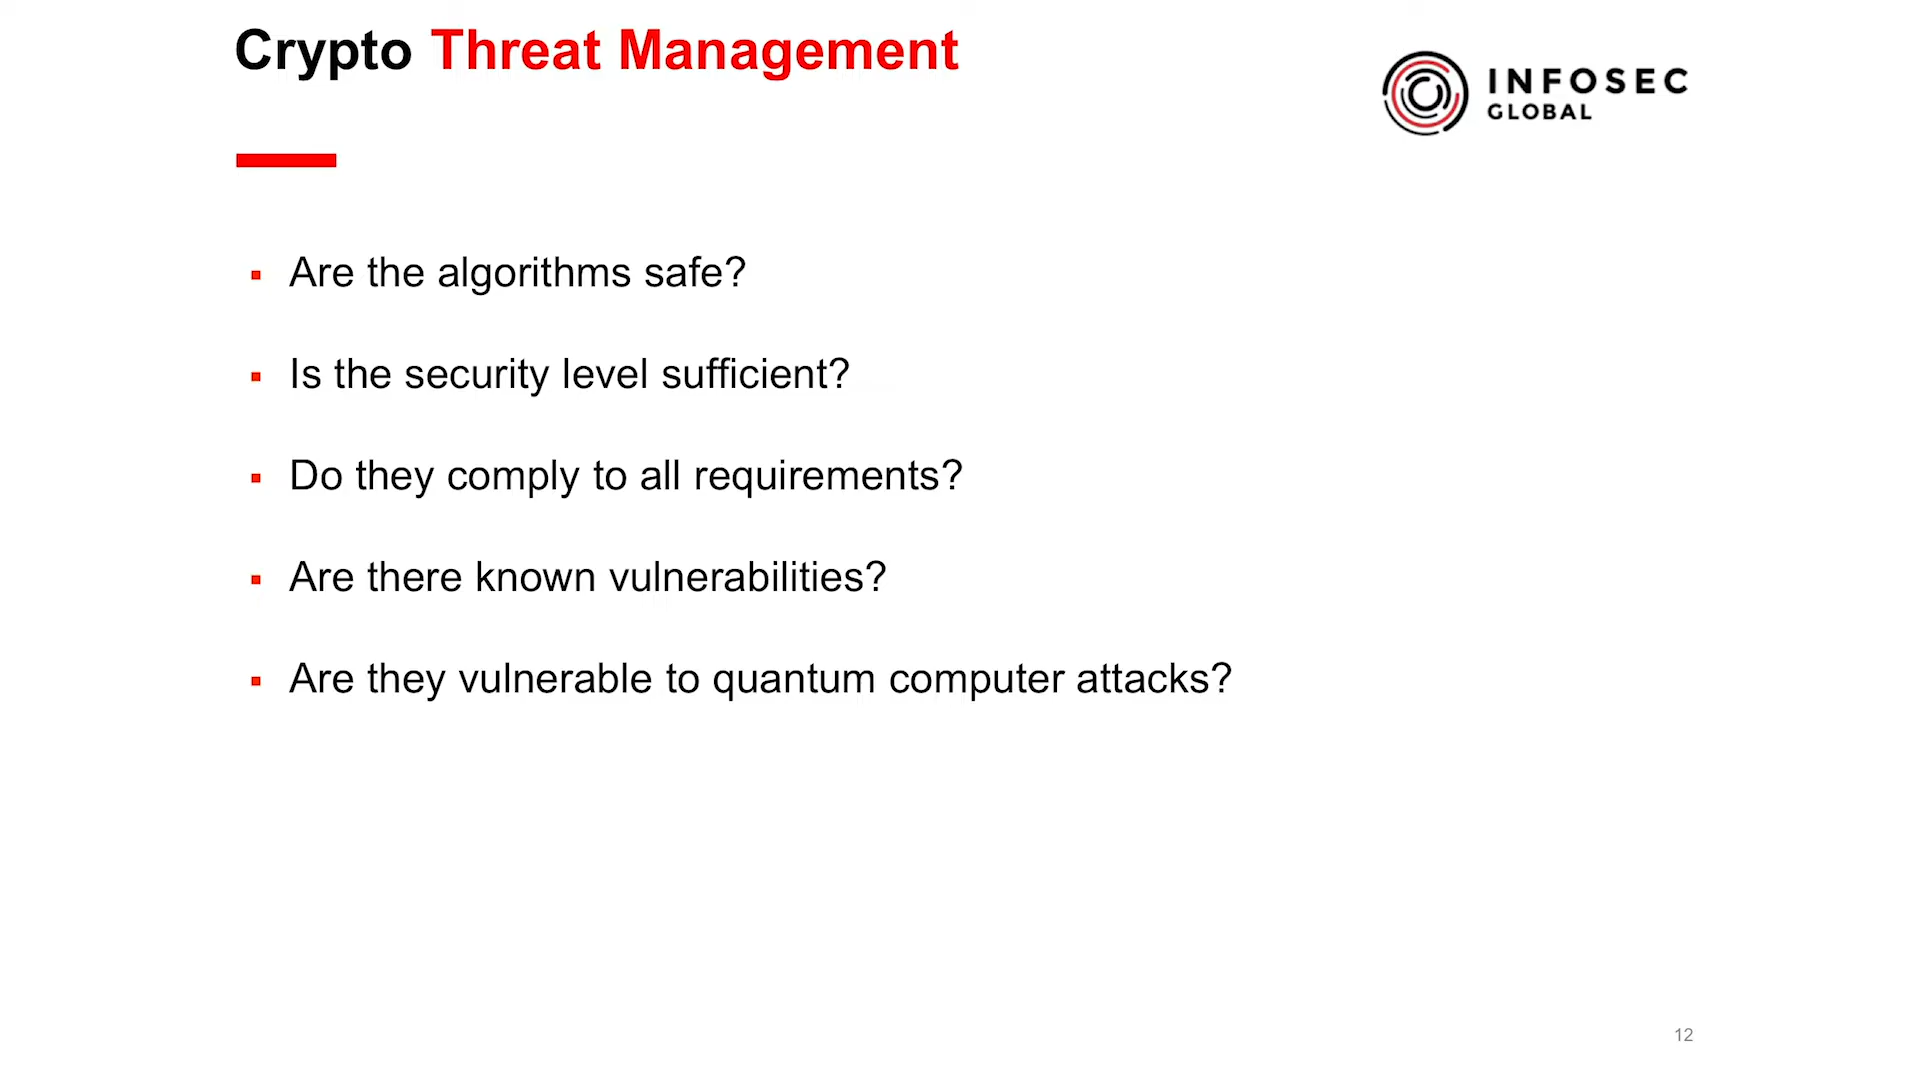 Crypto Threat Management
INFOSEC
GLOBAL
Are the algorithms safe?
Is the security level sufficient?
Do they comply to all requirements?
Are there known vulnerabilities?
Are they vulnerable to quantum computer attacks?
12